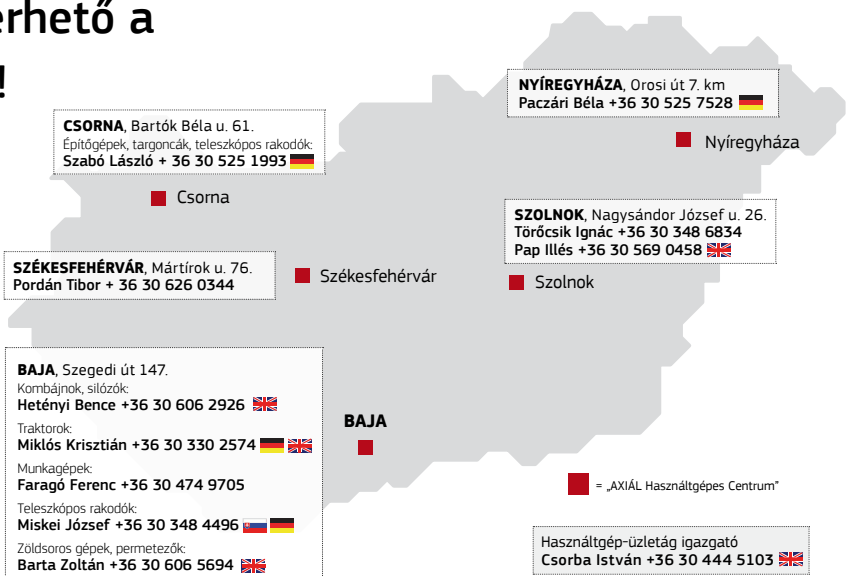 erhető a
!
NYÍREGYHÁZA, Orosi út 7. km
Paczári Béla +36 30 525 7528
Nyíregyháza
CSORNA, Bartók Béla u. 61.
Építőgépek, targoncák, teleszkópos rakodók:
Szabó László + 36 30 525 1993
Csorna
SZOLNOK, Nagysándor József u. 26.
Törőcsik Ignác +36 30 348 6834
Pap Illés +36 30 569 0458
Szolnok
SZÉKESFEHÉRVÁR, Mártírok u. 76.
Pordán Tibor + 36 30 626 0344
Székesfehérvár
BAJA, Szegedi út 147.
Kombájnok, silózók:
Hetényi Bence +36 30 606 2926
Traktorok:
Miklós Krisztián +36 30 330 2574
Munkagépek:
Faragó Ferenc +36 30 474 9705
Teleszkópos rakodók:
Miskei József +36 30 348 4496
Zöldsoros gépek, permetezők:
Barta Zoltán +36 30 606 5694
BAJA
= „AXIÁL Használtgépes Centrum”
Használtgép-üzletág igazgató
Csorba István +36 30 444 5103